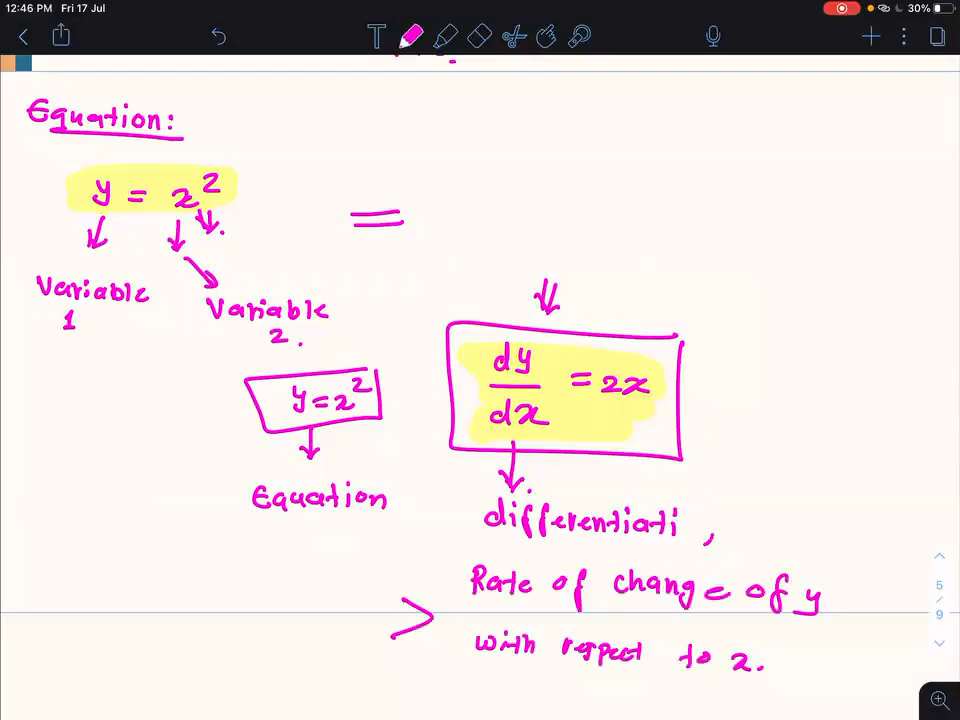 12:46 PM Fri 17 Jul
30%
Equation:
y = x²
Variable
1
Variable
2.
y = x²
Equation
dy/dx = 2x
differentiati,
Rate of change of y
with respect to x.
5
9